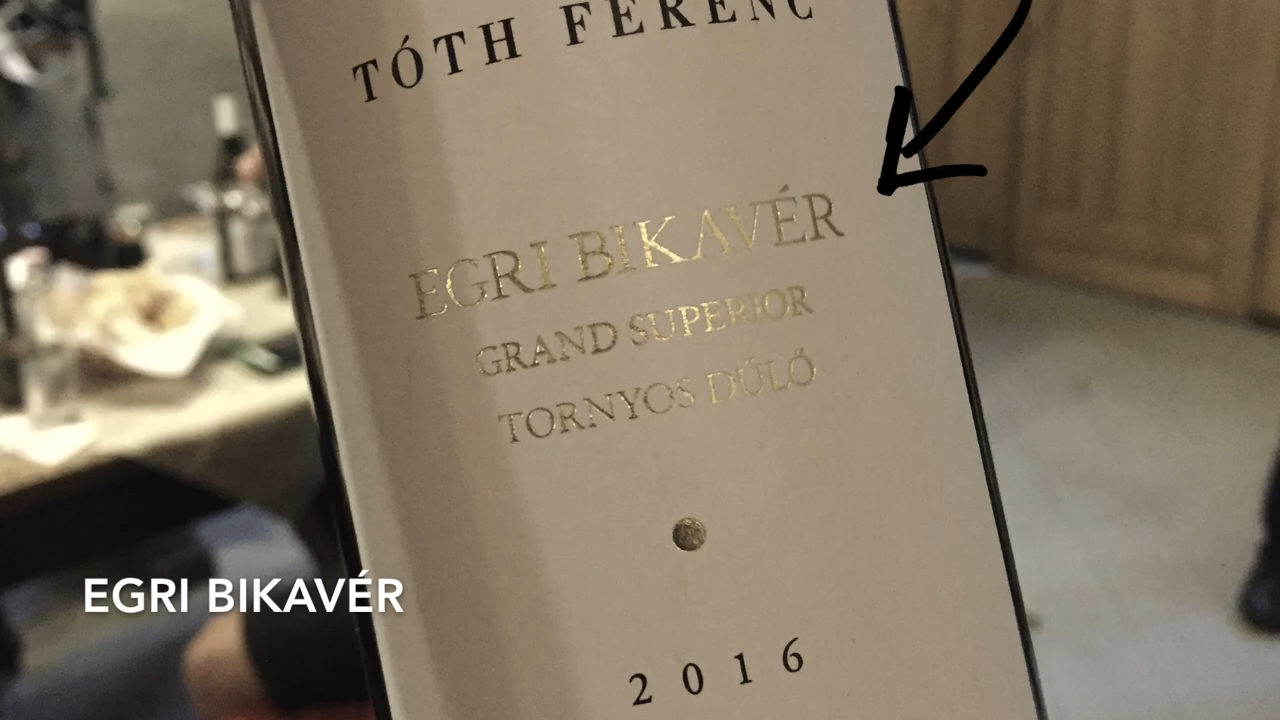 TÓTH FERENC
EGRI BIKAVÉR
GRAND SUPERIOR
TORNYOS DŰLŐ
2016
EGRI BIKAVÉR